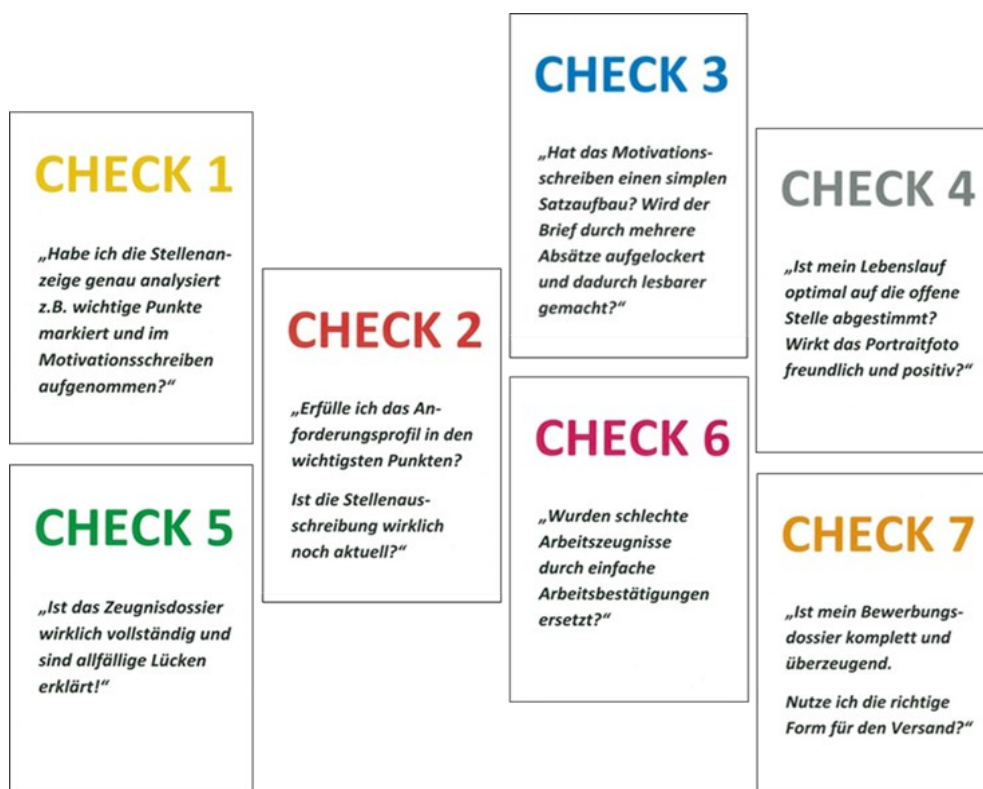 CHECK 1
„Habe ich die Stellenan-
zeige genau analysiert
z.B. wichtige Punkte
markiert und im
Motivationsschreiben
aufgenommen?“
CHECK 2
„Erfülle ich das An-
forderungsprofil in den
wichtigsten Punkten?
Ist die Stellenaus-
schreibung wirklich
noch aktuell?“
CHECK 3
„Hat das Motivations-
schreiben einen simplen
Satzaufbau? Wird der
Brief durch mehrere
Absätze aufgelockert
und dadurch lesbarer
gemacht?“
CHECK 4
„Ist mein Lebenslauf
optimal auf die offene
Stelle abgestimmt?
Wirkt das Portraitfoto
freundlich und positiv?“
CHECK 5
„Ist das Zeugnisdossier
wirklich vollständig und
sind allfällige Lücken
erklärt!“
CHECK 6
„Wurden schlechte
Arbeitszeugnisse
durch einfache
Arbeitsbestätigungen
ersetzt?“
CHECK 7
„Ist mein Bewerbungs-
dossier komplett und
überzeugend.
Nutze ich die richtige
Form für den Versand?“